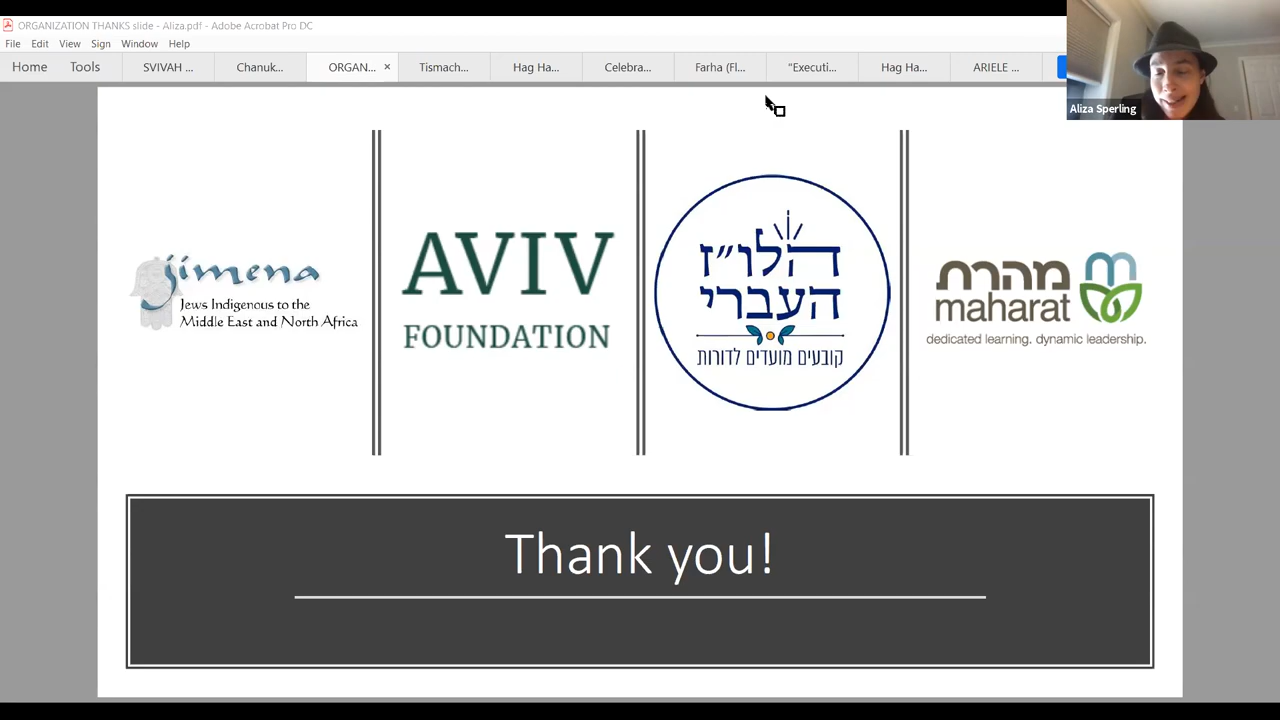 ORGANIZATION THANKS slide - Aliza.pdf - Adobe Acrobat Pro DC
File Edit View Sign Window Help
Home Tools SVIVAH ... Chanuk... ORGAN... × Tismach... Hag Ha... Celebra... Farha (Fl... "Executi... Hag Ha... ARIELE ...
Aliza Sperling
jimena
Jews Indigenous to the
Middle East and North Africa
AVIV
FOUNDATION
הלו״ז
העברי
קובעים מועדים לדורות
מהרת
maharat
dedicated learning. dynamic leadership.
Thank you!